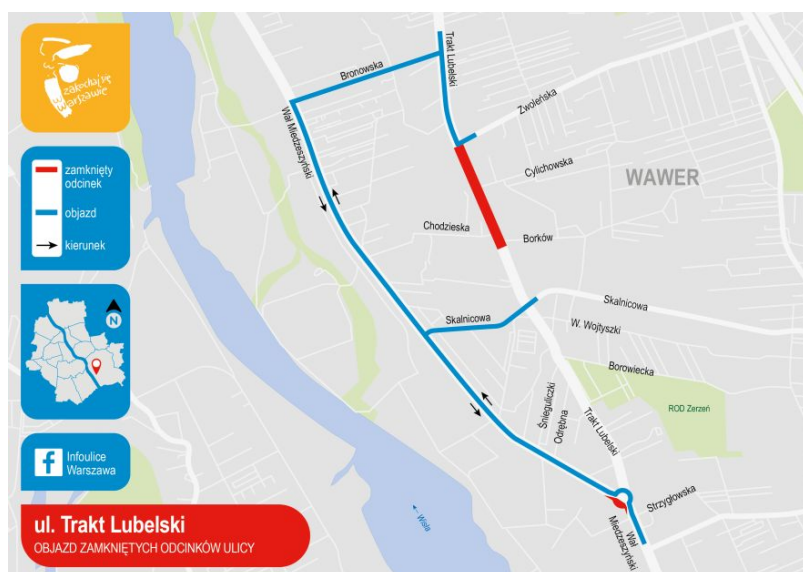 zakochaj się
w warszawie
zamknięty
odcinek
objazd
kierunek
N
Infoulice
Warszawa
ul. Trakt Lubelski
OBJAZD ZAMKNIĘTYCH ODCINKÓW ULICY
Bronowska
Trakt Lubelski
Zwoleńska
Wał Miedzeszyński
Cylichowska
WAWER
Chodzieska
Borków
Skalnicowa
Skalnicowa
W. Wojtyszki
Borowiecka
ROD Zerzeń
Śnieguliczki
Odrębna
Trakt Lubelski
Strzygłowska
Wał
Miedzeszyński
Wisła